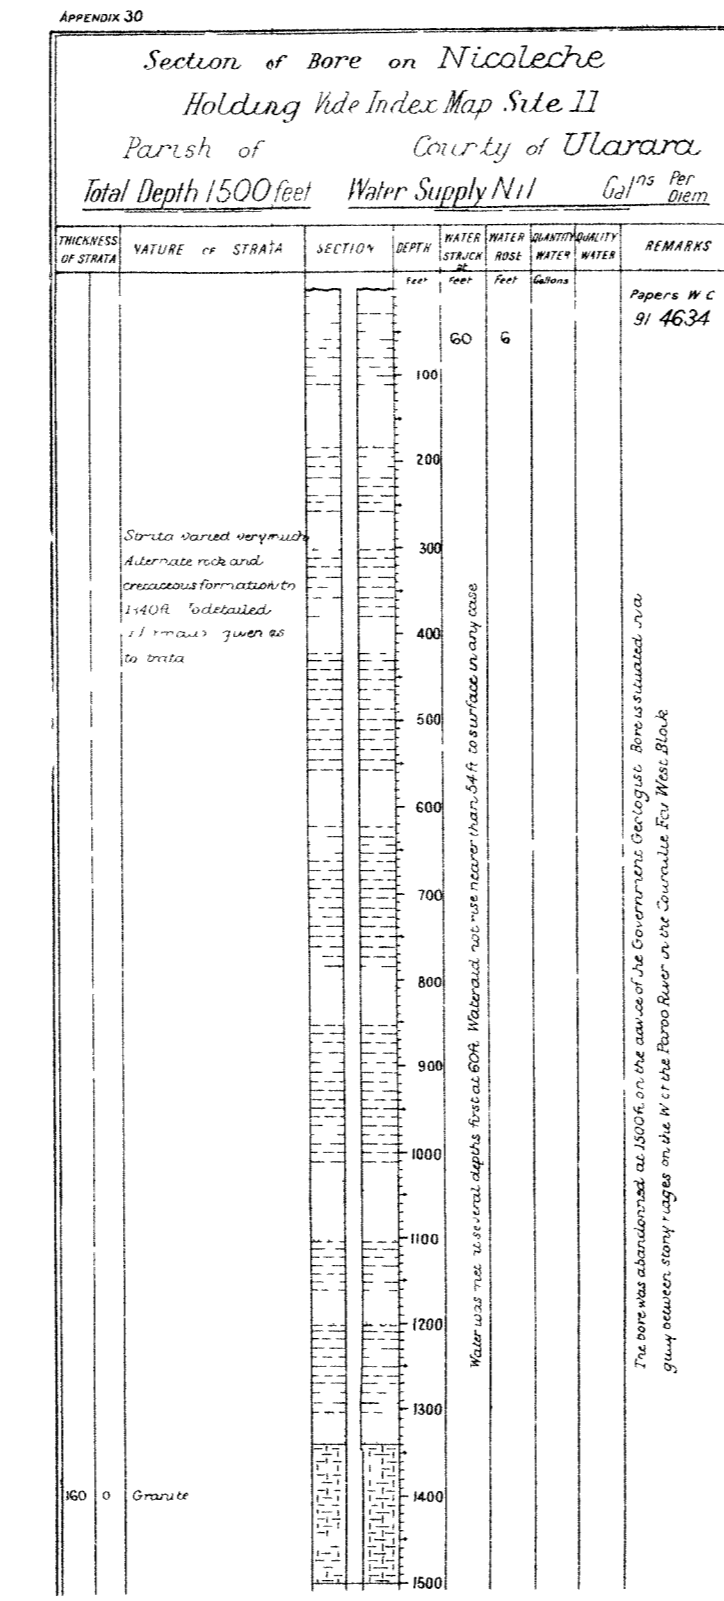 APPENDIX 30
Section of Bore on Nicoleche
Holding Vide Index Map Site 11
Parish of County of Ularara
Total Depth 1500 feet Water Supply Nil Galns Per Diem
THICKNESS OF STRATA
NATURE OF STRATA
SECTION
DEPTH
WATER STRUCK at
WATER ROSE
QUANTITY WATER
QUALITY WATER
REMARKS
feet Feet Feet Gallons
Papers W C
91 4634
60 6
100
200
300
400
500
600
700
800
900
1000
1100
1200
1300
1400
1500
Strata varied very much
Alternate rock and
cretaceous formation to
1340ft detailed
given as
to strata
160 0 Granite
Water was met at several depths first at 60ft. Water did not rise nearer than 54ft to surface in any case
The bore was abandonned at 1500ft. on the advice of the Government Geologist Bore is situated in a
gully between stony ridges on the W of the Paroo River in the West Block